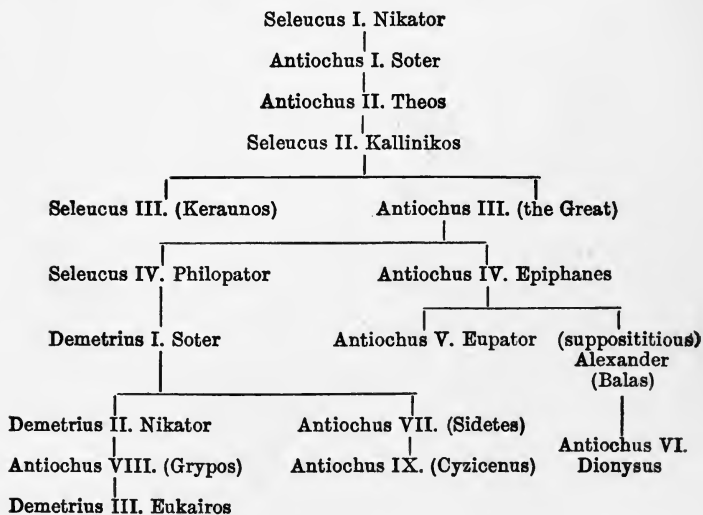 Seleucus I. Nikator
Antiochus I. Soter
Antiochus II. Theos
Seleucus II. Kallinikos
Seleucus III. (Keraunos) Antiochus III. (the Great)
Seleucus IV. Philopator Antiochus IV. Epiphanes
Demetrius I. Soter Antiochus V. Eupator (supposititious)
Alexander
(Balas)
Demetrius II. Nikator Antiochus VII. (Sidetes)
Antiochus VI.
Antiochus VIII. (Grypos) Antiochus IX. (Cyzicenus) Dionysus
Demetrius III. Eukairos